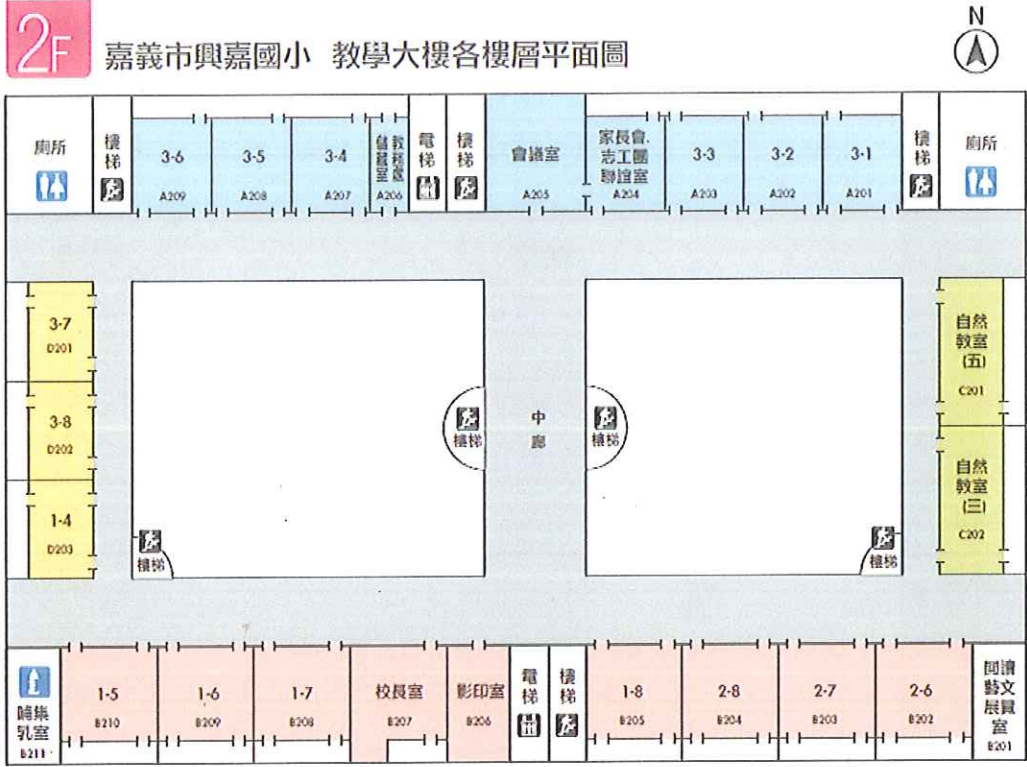 2F
嘉義市興嘉國小 教學大樓各樓層平面圖
N
廁所
樓梯
3-6
A209
3-5
A208
3-4
A207
教務處
儲藏室
A206
電梯
樓梯
會議室
A205
家長會.
志工團
聯誼室
A204
3-3
A203
3-2
A202
3-1
A201
樓梯
廁所
3-7
D201
3-8
D202
1-4
D203
樓梯
樓梯
中廊
樓梯
樓梯
自然
教室
(五)
C201
自然
教室
(三)
C202
哺集
乳室
B211
1-5
B210
1-6
B209
1-7
B208
校長室
B207
影印室
B206
電梯
樓梯
1-8
B205
2-8
B204
2-7
B203
2-6
B202
閱讀
藝文
展覽
室
B201